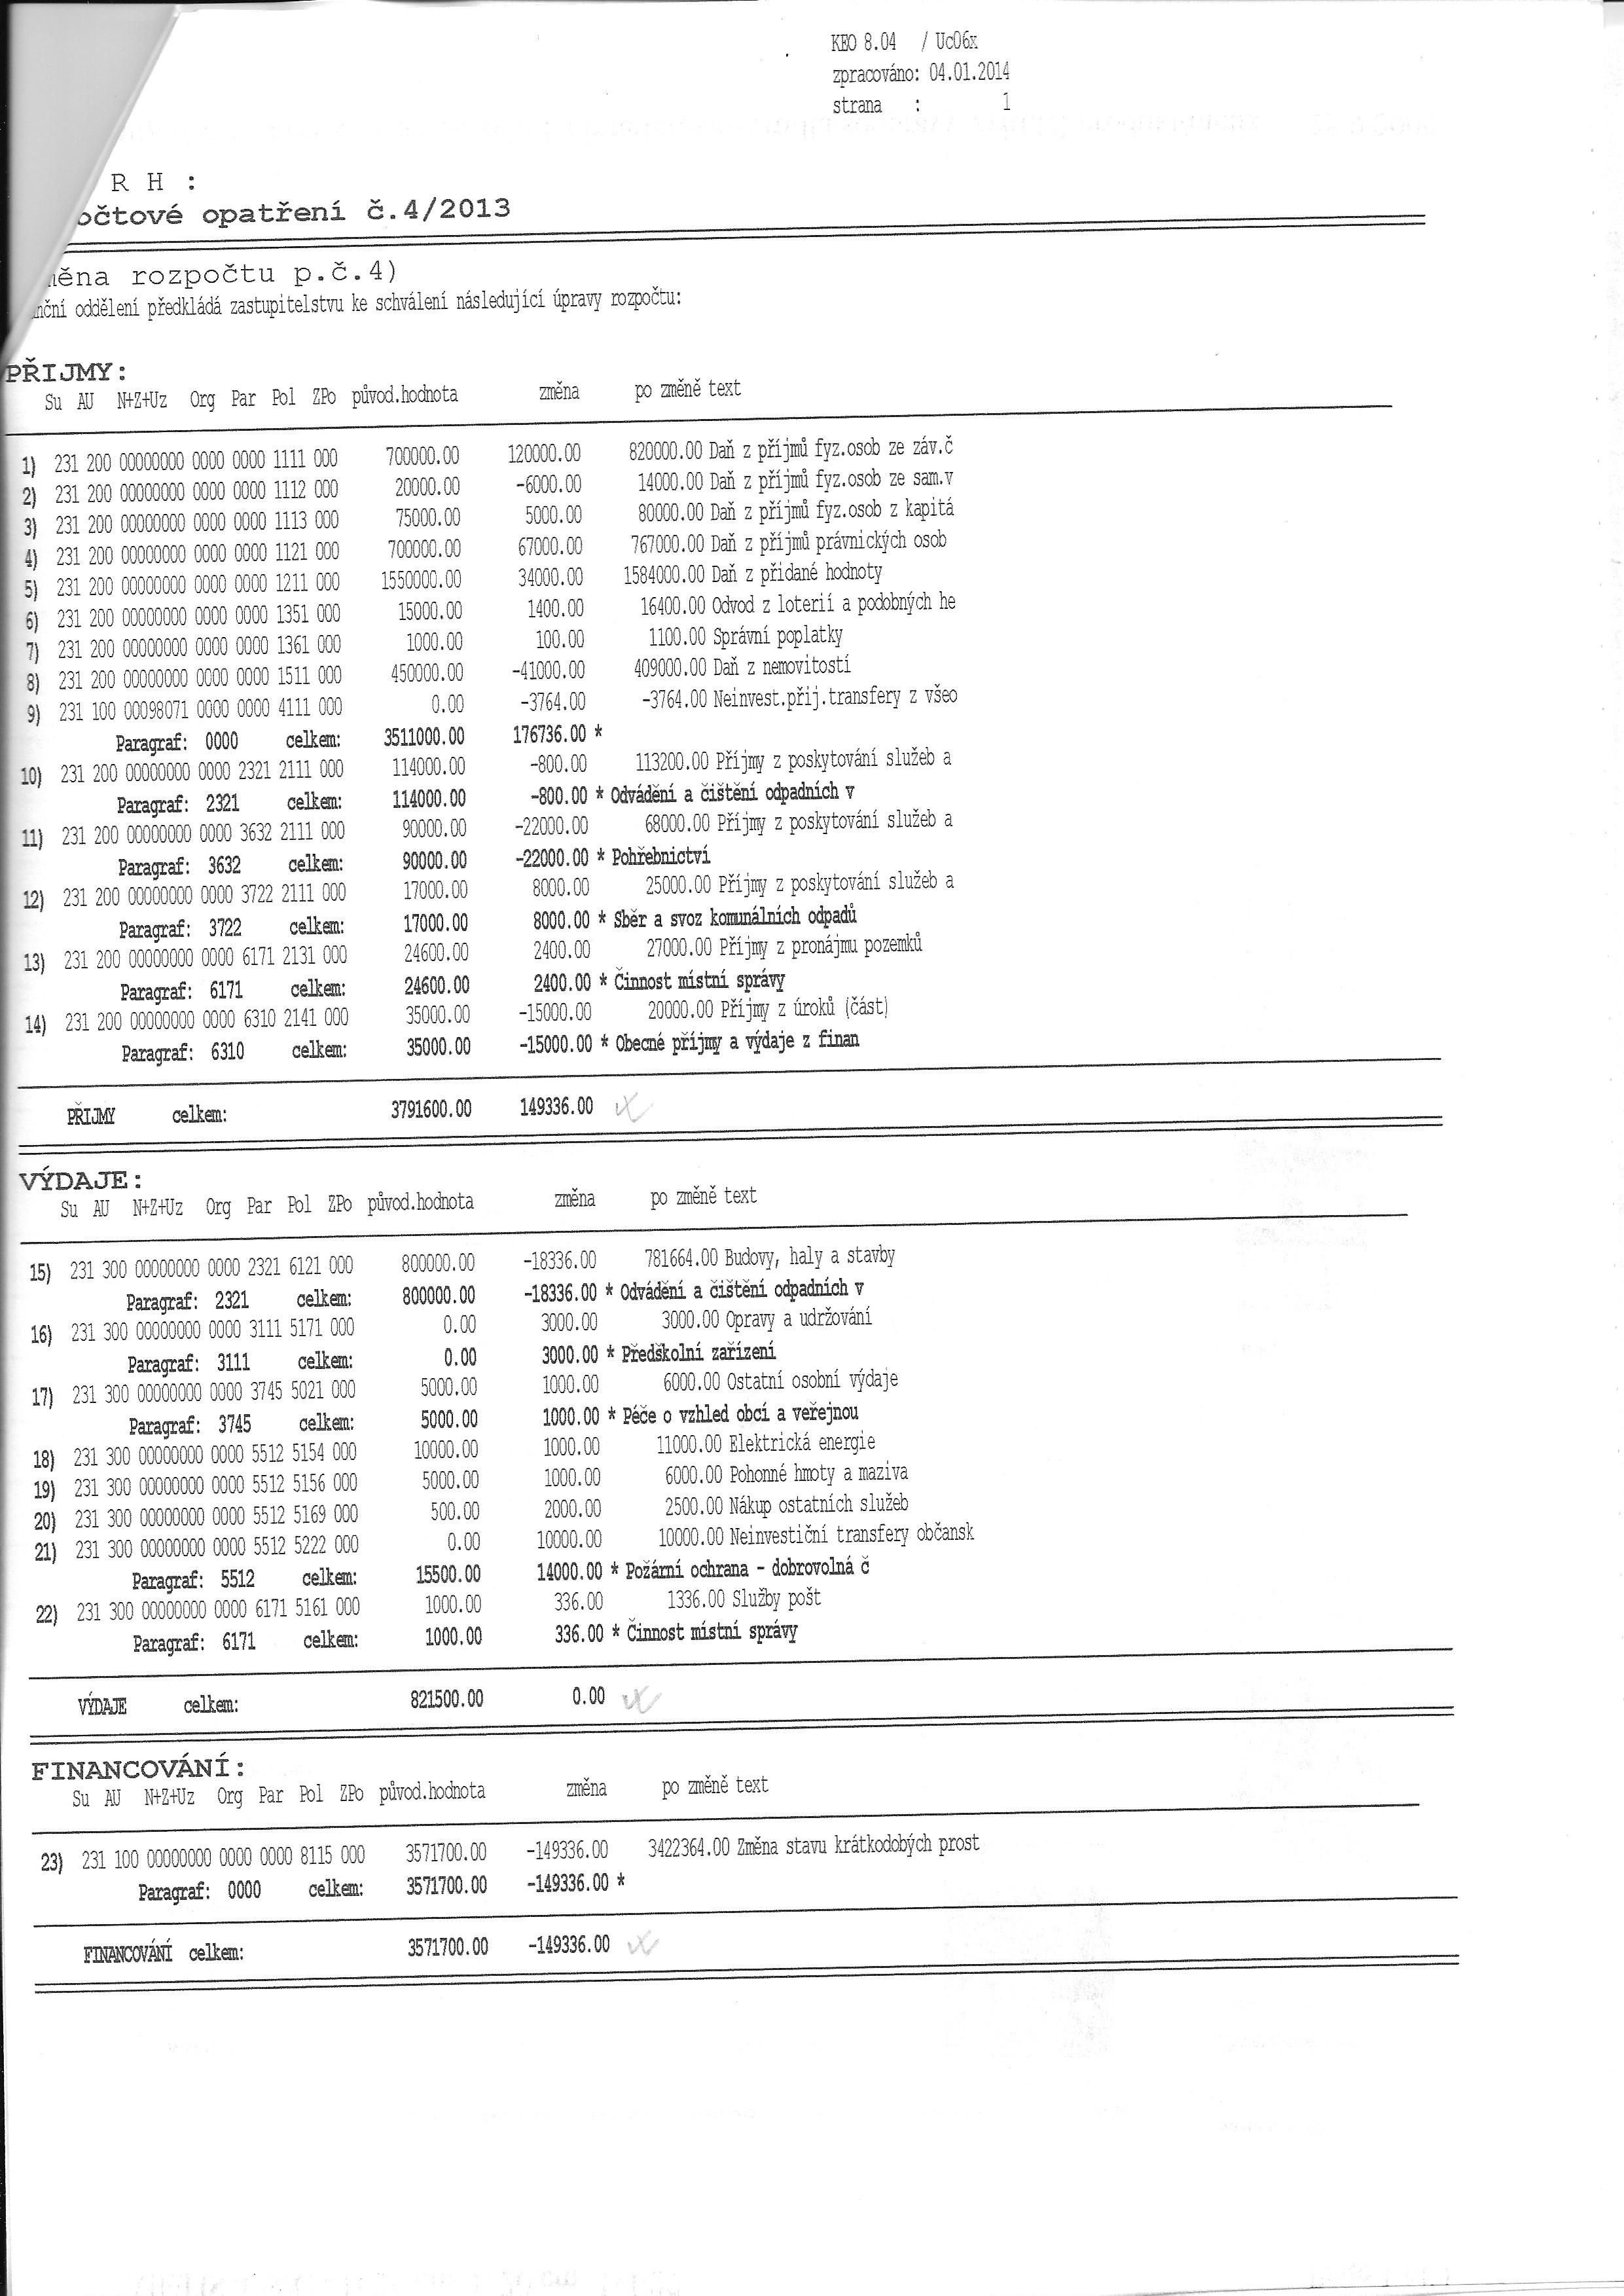 KEO 8.04 / Uc06x
zpracováno: 04.01.2014
strana : 1
R H :
očtové opatření č.4/2013
ěna rozpočtu p.č.4)
nční oddělení předkládá zastupitelstvu ke schválení následující úpravy rozpočtu:
PŘIJMY:
Su AU N+Z+Uz Org Par Pol ZPo původ.hodnota změna po změně text
1) 231 200 00000000 0000 0000 1111 000 700000.00 120000.00 820000.00 Daň z příjmů fyz.osob ze záv.č
2) 231 200 00000000 0000 0000 1112 000 20000.00 -6000.00 14000.00 Daň z příjmů fyz.osob ze sam.v
3) 231 200 00000000 0000 0000 1113 000 75000.00 5000.00 80000.00 Daň z příjmů fyz.osob z kapitá
4) 231 200 00000000 0000 0000 1121 000 700000.00 67000.00 767000.00 Daň z příjmů právnických osob
5) 231 200 00000000 0000 0000 1211 000 1550000.00 34000.00 1584000.00 Daň z přidané hodnoty
6) 231 200 00000000 0000 0000 1351 000 15000.00 1400.00 16400.00 Odvod z loterií a podobných he
7) 231 200 00000000 0000 0000 1361 000 1000.00 100.00 1100.00 Správní poplatky
8) 231 200 00000000 0000 0000 1511 000 450000.00 -41000.00 409000.00 Daň z nemovitostí
9) 231 100 00098071 0000 0000 4111 000 0.00 -3764.00 -3764.00 Neinvest.přij.transfery z všeo
Paragraf: 0000 celkem: 3511000.00 176736.00 *
10) 231 200 00000000 0000 2321 2111 000 114000.00 -800.00 113200.00 Příjmy z poskytování služeb a
Paragraf: 2321 celkem: 114000.00 -800.00 * Odvádění a čištění odpadních v
11) 231 200 00000000 0000 3632 2111 000 90000.00 -22000.00 68000.00 Příjmy z poskytování služeb a
Paragraf: 3632 celkem: 90000.00 -22000.00 * Pohřebnictví
12) 231 200 00000000 0000 3722 2111 000 17000.00 8000.00 25000.00 Příjmy z poskytování služeb a
Paragraf: 3722 celkem: 17000.00 8000.00 * Sběr a svoz komunálních odpadů
13) 231 200 00000000 0000 6171 2131 000 24600.00 2400.00 27000.00 Příjmy z pronájmu pozemků
Paragraf: 6171 celkem: 24600.00 2400.00 * Činnost místní správy
14) 231 200 00000000 0000 6310 2141 000 35000.00 -15000.00 20000.00 Příjmy z úroků (část)
Paragraf: 6310 celkem: 35000.00 -15000.00 * Obecné příjmy a výdaje z finan
PŘIJMY celkem: 3791600.00 149336.00
VÝDAJE:
Su AU N+Z+Uz Org Par Pol ZPo původ.hodnota změna po změně text
15) 231 300 00000000 0000 2321 6121 000 800000.00 -18336.00 781664.00 Budovy, haly a stavby
Paragraf: 2321 celkem: 800000.00 -18336.00 * Odvádění a čištění odpadních v
16) 231 300 00000000 0000 3111 5171 000 0.00 3000.00 3000.00 Opravy a udržování
Paragraf: 3111 celkem: 0.00 3000.00 * Předškolní zařízení
17) 231 300 00000000 0000 3745 5021 000 5000.00 1000.00 6000.00 Ostatní osobní výdaje
Paragraf: 3745 celkem: 5000.00 1000.00 * Péče o vzhled obcí a veřejnou
18) 231 300 00000000 0000 5512 5154 000 10000.00 1000.00 11000.00 Elektrická energie
19) 231 300 00000000 0000 5512 5156 000 5000.00 1000.00 6000.00 Pohonné hmoty a maziva
20) 231 300 00000000 0000 5512 5169 000 500.00 2000.00 2500.00 Nákup ostatních služeb
21) 231 300 00000000 0000 5512 5222 000 0.00 10000.00 10000.00 Neinvestiční transfery občansk
Paragraf: 5512 celkem: 15500.00 14000.00 * Požární ochrana - dobrovolná č
22) 231 300 00000000 0000 6171 5161 000 1000.00 336.00 1336.00 Služby pošt
Paragraf: 6171 celkem: 1000.00 336.00 * Činnost místní správy
VÝDAJE celkem: 821500.00 0.00
FINANCOVÁNÍ:
Su AU N+Z+Uz Org Par Pol ZPo původ.hodnota změna po změně text
23) 231 100 00000000 0000 0000 8115 000 3571700.00 -149336.00 3422364.00 Změna stavu krátkodobých prost
Paragraf: 0000 celkem: 3571700.00 -149336.00 *
FINANCOVÁNÍ celkem: 3571700.00 -149336.00